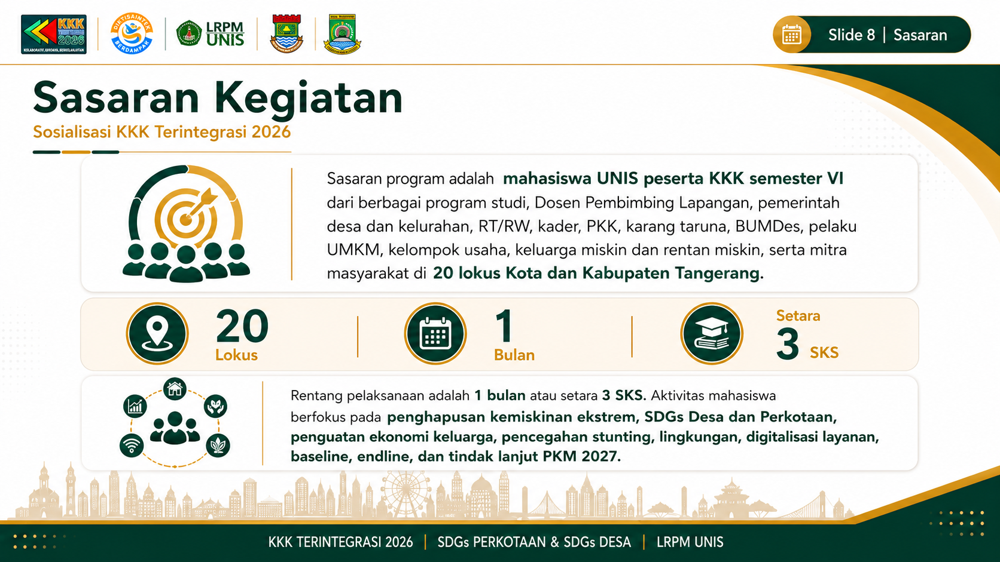 KKK
TERINTEGRASI
2026
KOLABORATIF, BERDAYA, BERKELANJUTAN
DIKTISAINTEK
BERDAMPAK
LRPM
UNIS
Slide 8 | Sasaran
Sasaran Kegiatan
Sosialisasi KKK Terintegrasi 2026
Sasaran program adalah mahasiswa UNIS peserta KKK semester VI
dari berbagai program studi, Dosen Pembimbing Lapangan, pemerintah
desa dan kelurahan, RT/RW, kader, PKK, karang taruna, BUMDes, pelaku
UMKM, kelompok usaha, keluarga miskin dan rentan miskin, serta mitra
masyarakat di 20 lokus Kota dan Kabupaten Tangerang.
20
Lokus
1
Bulan
Setara
3 SKS
Rentang pelaksanaan adalah 1 bulan atau setara 3 SKS. Aktivitas mahasiswa
berfokus pada penghapusan kemiskinan ekstrem, SDGs Desa dan Perkotaan,
penguatan ekonomi keluarga, pencegahan stunting, lingkungan, digitalisasi layanan,
baseline, endline, dan tindak lanjut PKM 2027.
KKK TERINTEGRASI 2026 | SDGs PERKOTAAN & SDGs DESA | LRPM UNIS